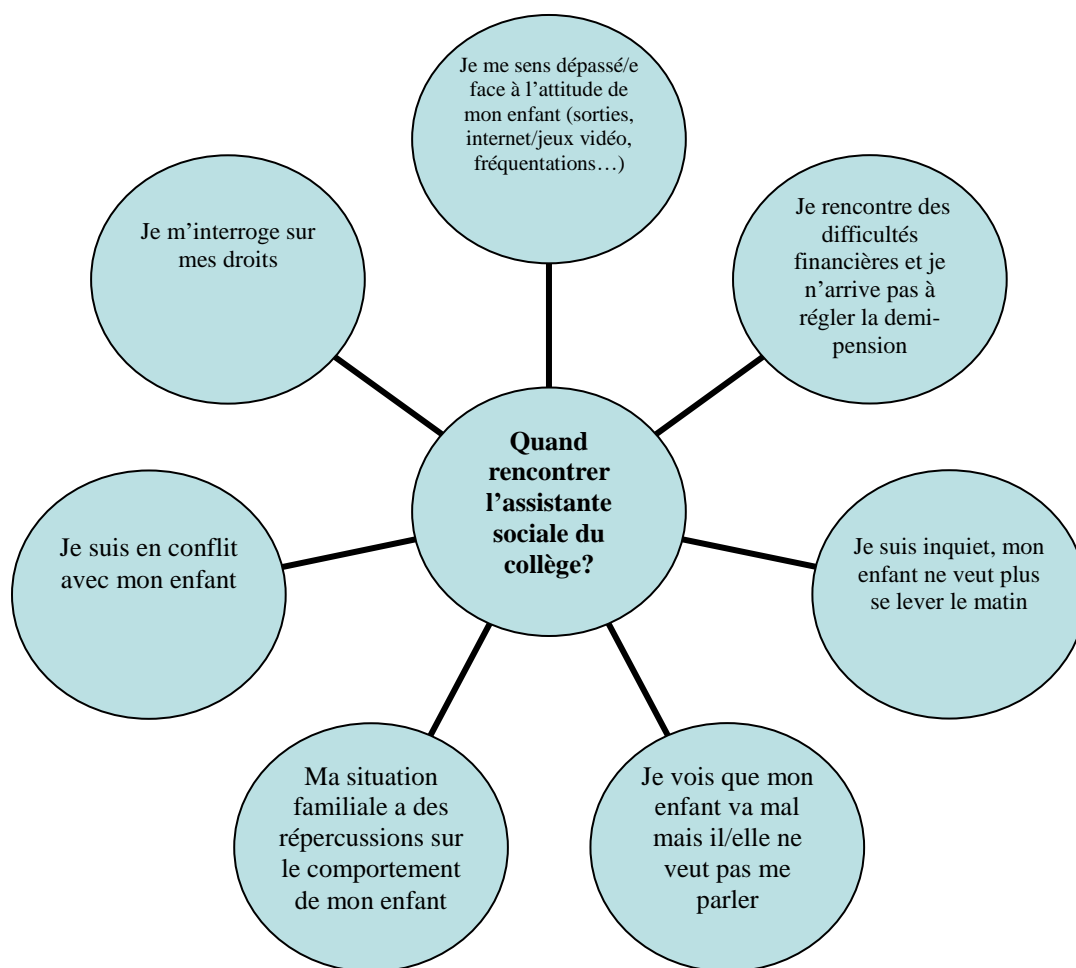 Je me sens dépassé/e
face à l’attitude de
mon enfant (sorties,
internet/jeux vidéo,
fréquentations…)
Je rencontre des
difficultés
financières et je
n’arrive pas à
régler la demi-
pension
Je suis inquiet, mon
enfant ne veut plus
se lever le matin
Je vois que mon
enfant va mal
mais il/elle ne
veut pas me
parler
Ma situation
familiale a des
répercussions sur
le comportement
de mon enfant
Je suis en conflit
avec mon enfant
Je m’interroge sur
mes droits
Quand
rencontrer
l’assistante
sociale du
collège?